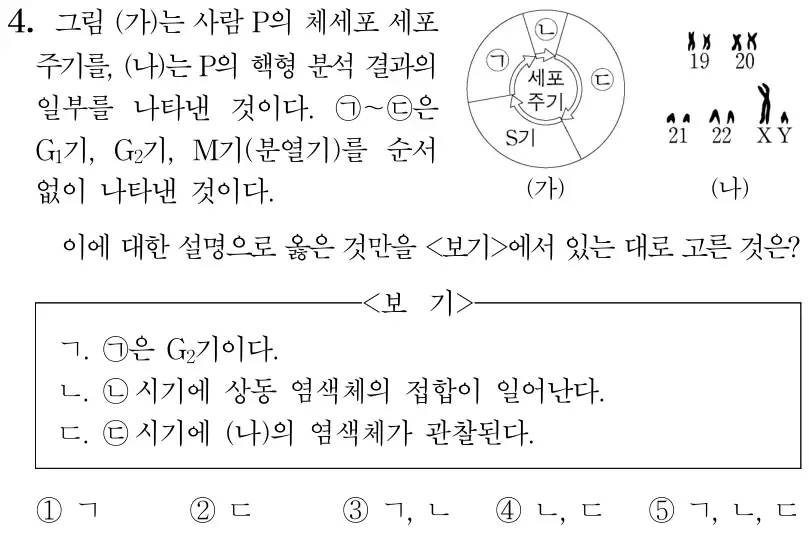 4. 그림 (가)는 사람 P의 체세포 세포
주기를, (나)는 P의 핵형 분석 결과의
일부를 나타낸 것이다. ㉠~㉢은
G₁기, G₂기, M기(분열기)를 순서
없이 나타낸 것이다.
㉠ ㉡ ㉢
세포
주기
S기
(가)
19 20
21 22 X Y
(나)
이에 대한 설명으로 옳은 것만을 <보기>에서 있는 대로 고른 것은?
<보 기>
ㄱ. ㉠은 G₂기이다.
ㄴ. ㉡ 시기에 상동 염색체의 접합이 일어난다.
ㄷ. ㉢ 시기에 (나)의 염색체가 관찰된다.
① ㄱ ② ㄷ ③ ㄱ, ㄴ ④ ㄴ, ㄷ ⑤ ㄱ, ㄴ, ㄷ